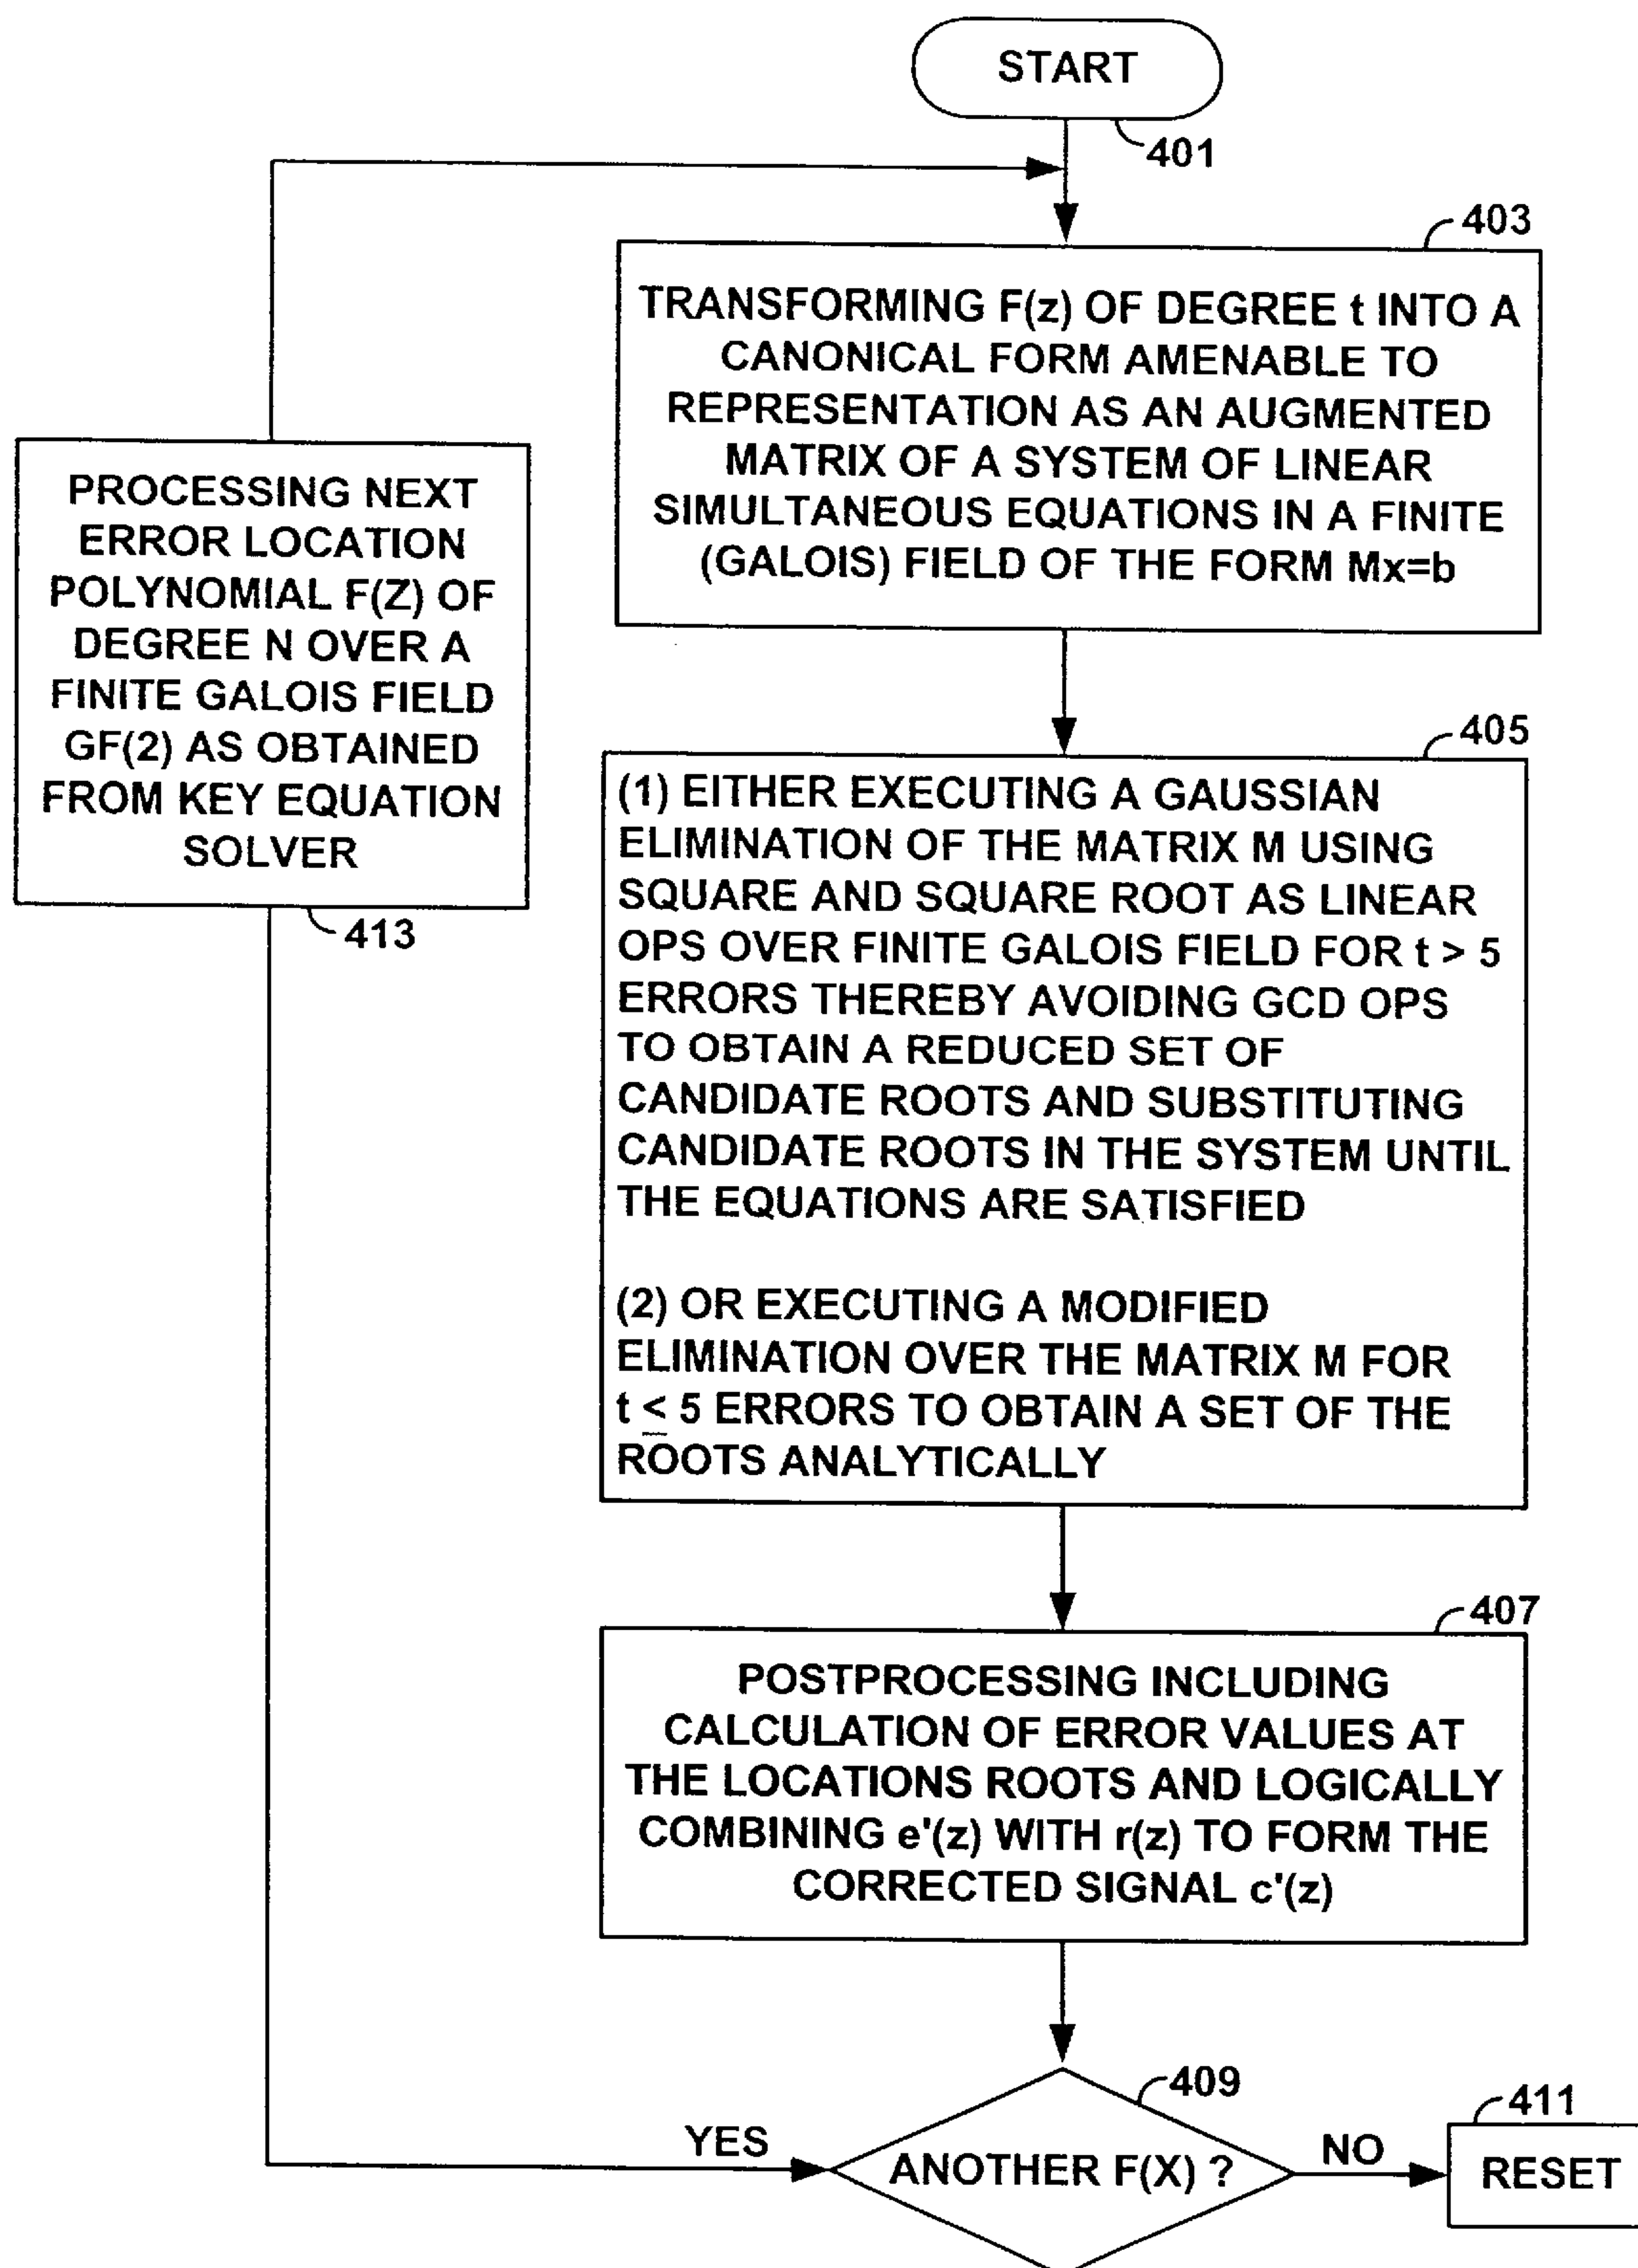 START
401
403
TRANSFORMING F(z) OF DEGREE t INTO A
CANONICAL FORM AMENABLE TO
REPRESENTATION AS AN AUGMENTED
MATRIX OF A SYSTEM OF LINEAR
SIMULTANEOUS EQUATIONS IN A FINITE
(GALOIS) FIELD OF THE FORM Mx=b
PROCESSING NEXT
ERROR LOCATION
POLYNOMIAL F(Z) OF
DEGREE N OVER A
FINITE GALOIS FIELD
GF(2) AS OBTAINED
FROM KEY EQUATION
SOLVER
413
405
(1) EITHER EXECUTING A GAUSSIAN
ELIMINATION OF THE MATRIX M USING
SQUARE AND SQUARE ROOT AS LINEAR
OPS OVER FINITE GALOIS FIELD FOR t > 5
ERRORS THEREBY AVOIDING GCD OPS
TO OBTAIN A REDUCED SET OF
CANDIDATE ROOTS AND SUBSTITUTING
CANDIDATE ROOTS IN THE SYSTEM UNTIL
THE EQUATIONS ARE SATISFIED
(2) OR EXECUTING A MODIFIED
ELIMINATION OVER THE MATRIX M FOR
t ≤ 5 ERRORS TO OBTAIN A SET OF THE
ROOTS ANALYTICALLY
407
POSTPROCESSING INCLUDING
CALCULATION OF ERROR VALUES AT
THE LOCATIONS ROOTS AND LOGICALLY
COMBINING e'(z) WITH r(z) TO FORM THE
CORRECTED SIGNAL c'(z)
409
YES
ANOTHER F(X) ?
NO
411
RESET